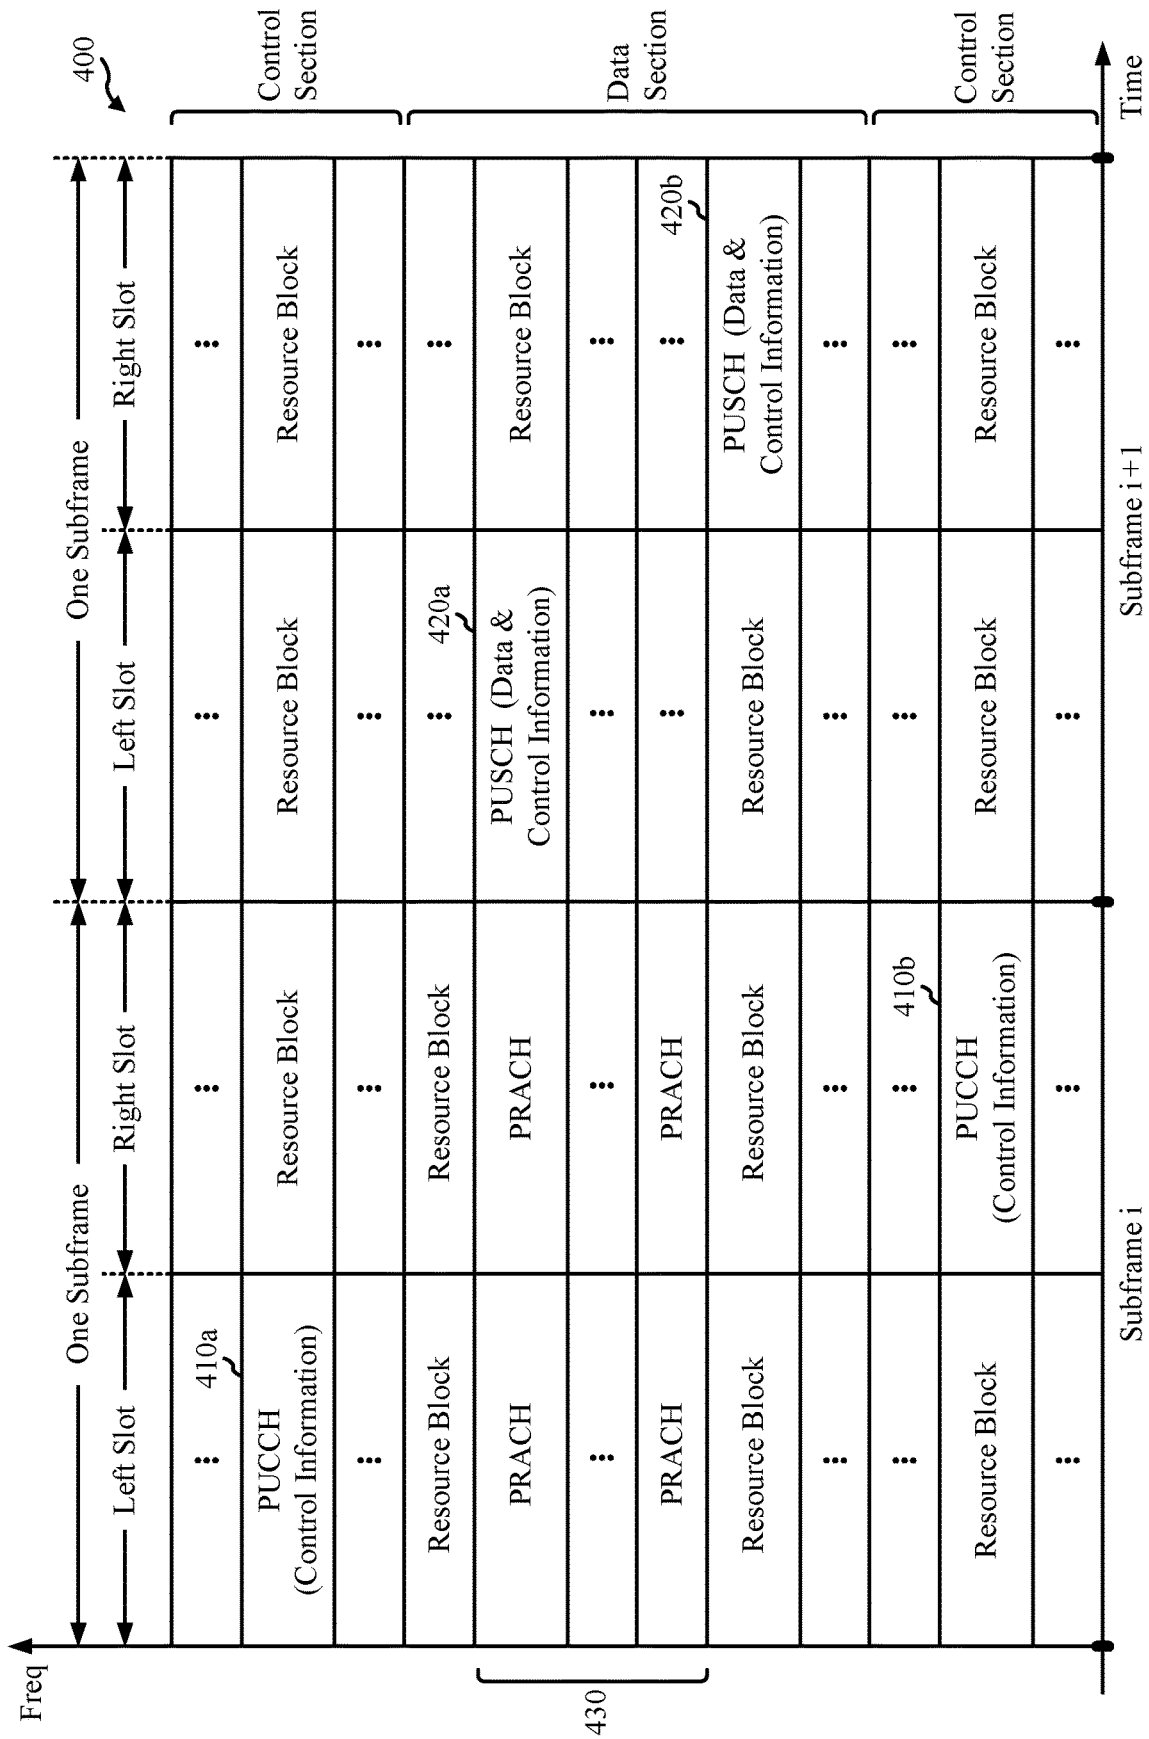 Freq
One Subframe
One Subframe
400
Left Slot
Right Slot
Left Slot
Right Slot
410a
... ... ... ...
PUCCH
(Control Information)
Resource Block
Resource Block
Resource Block
Control
Section
... ... ... ...
Resource Block
Resource Block
...
420a
...
PRACH
PRACH
PUSCH (Data &
Control Information)
Resource Block
430
... ... ... ...
Data
Section
PRACH
PRACH
...
...
420b
Resource Block
Resource Block
Resource Block
PUSCH (Data &
Control Information)
... ... ... ...
... ... ... ...
410b
Resource Block
PUCCH
(Control Information)
Resource Block
Resource Block
Control
Section
... ... ... ...
Subframe i
Subframe i+1
Time